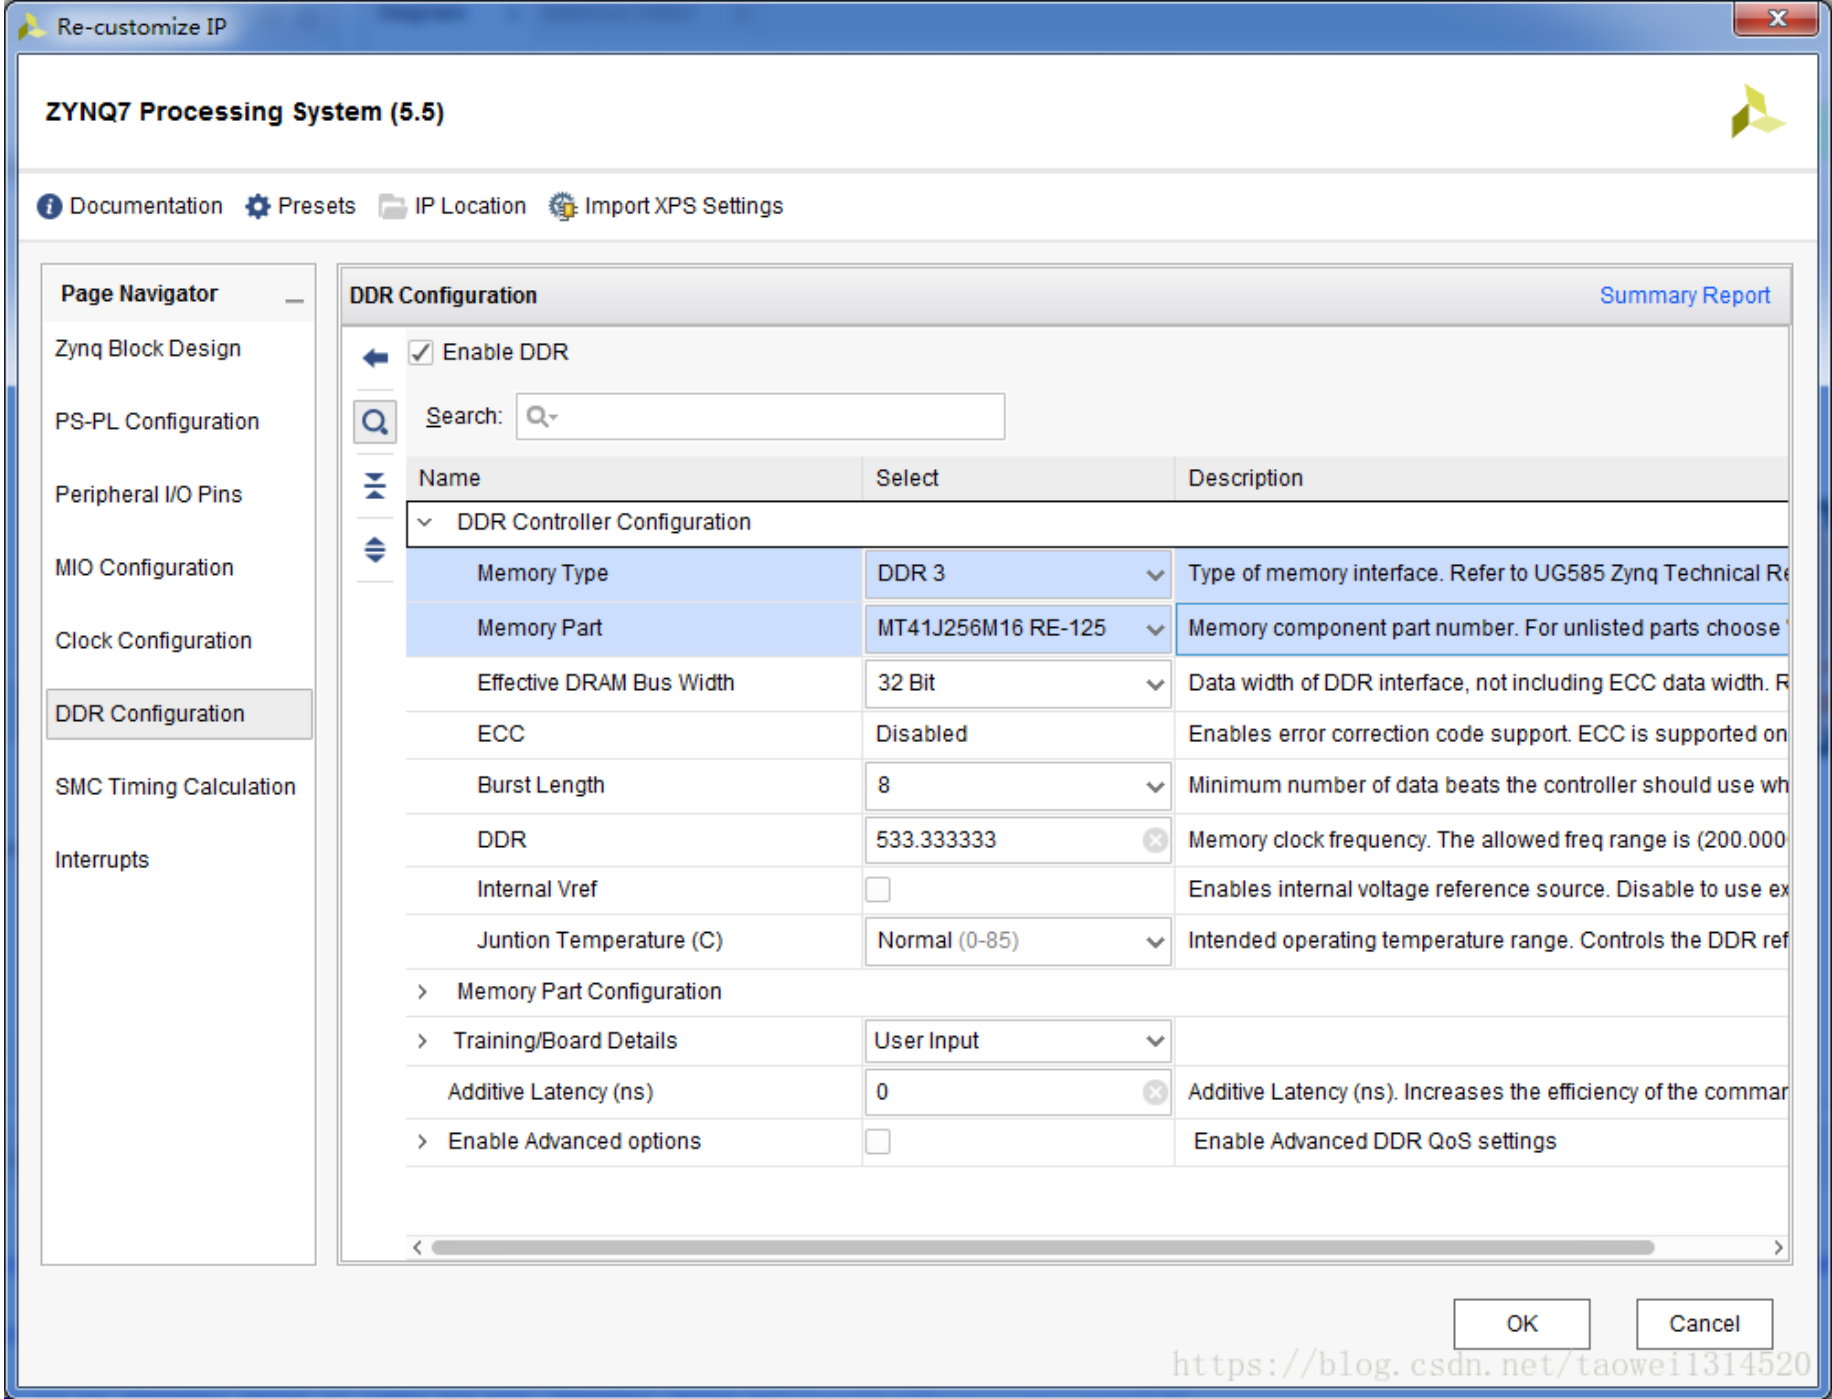 Re-customize IP
ZYNQ7 Processing System (5.5)
Documentation Presets IP Location Import XPS Settings
Page Navigator
Zynq Block Design
PS-PL Configuration
Peripheral I/O Pins
MIO Configuration
Clock Configuration
DDR Configuration
SMC Timing Calculation
Interrupts
DDR Configuration Summary Report
Enable DDR
Search:
Name Select Description
DDR Controller Configuration
Memory Type DDR 3 Type of memory interface. Refer to UG585 Zynq Technical Re
Memory Part MT41J256M16 RE-125 Memory component part number. For unlisted parts choose '
Effective DRAM Bus Width 32 Bit Data width of DDR interface, not including ECC data width. R
ECC Disabled Enables error correction code support. ECC is supported on
Burst Length 8 Minimum number of data beats the controller should use wh
DDR 533.333333 Memory clock frequency. The allowed freq range is (200.000
Internal Vref Enables internal voltage reference source. Disable to use ex
Juntion Temperature (C) Normal (0-85) Intended operating temperature range. Controls the DDR ref
Memory Part Configuration
Training/Board Details User Input
Additive Latency (ns) 0 Additive Latency (ns). Increases the efficiency of the commar
Enable Advanced options Enable Advanced DDR QoS settings
OK Cancel
https://blog.csdn.net/taowei1314520